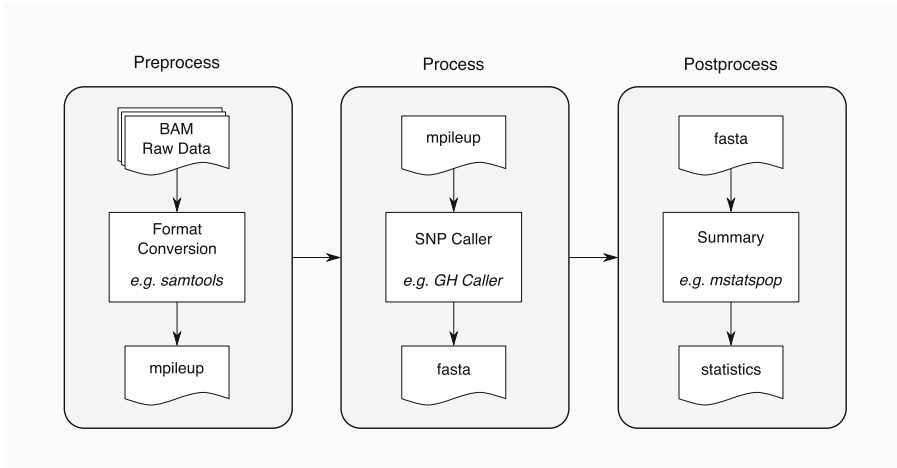 Preprocess
BAM
Raw Data
Format
Conversion
e.g. samtools
mpileup
Process
mpileup
SNP Caller
e.g. GH Caller
fasta
Postprocess
fasta
Summary
e.g. mstatspop
statistics